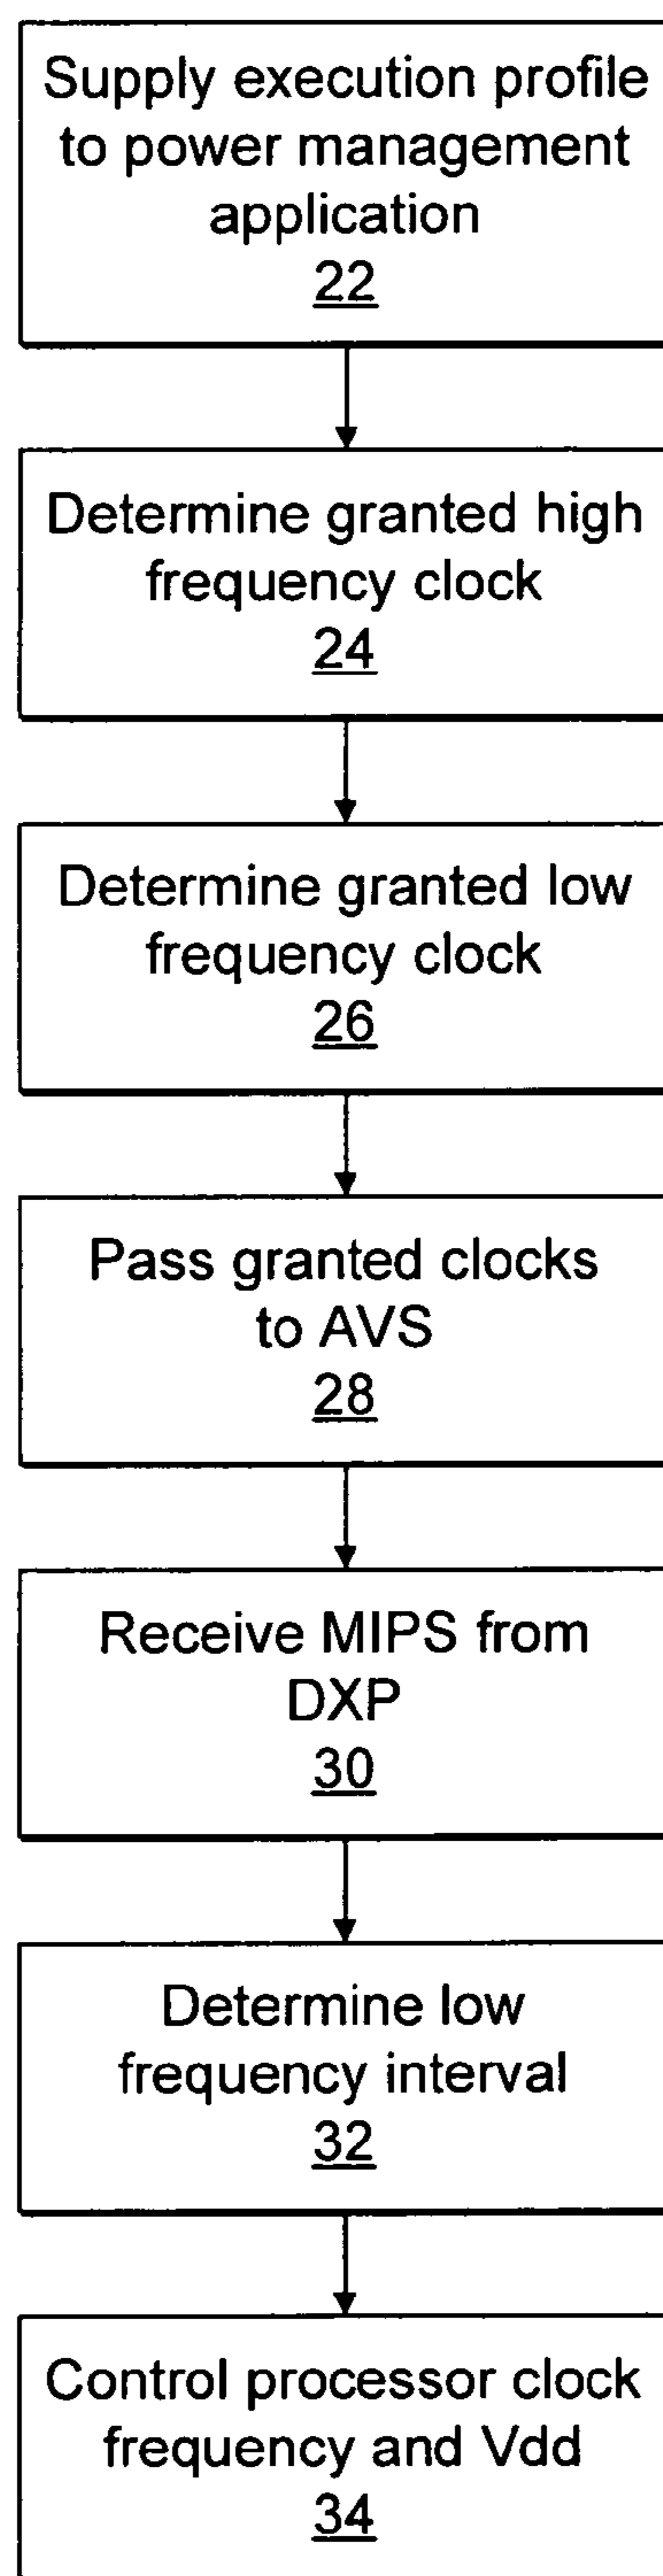 Supply execution profile
to power management
application
22
Determine granted high
frequency clock
24
Determine granted low
frequency clock
26
Pass granted clocks
to AVS
28
Receive MIPS from
DXP
30
Determine low
frequency interval
32
Control processor clock
frequency and Vdd
34